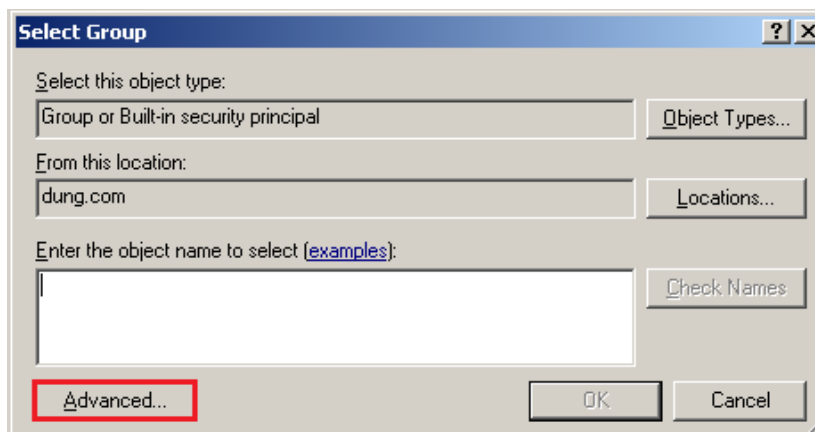 Select Group
Select this object type:
Group or Built-in security principal
Object Types...
From this location:
dung.com
Locations...
Enter the object name to select (examples):
Check Names
Advanced...
OK
Cancel